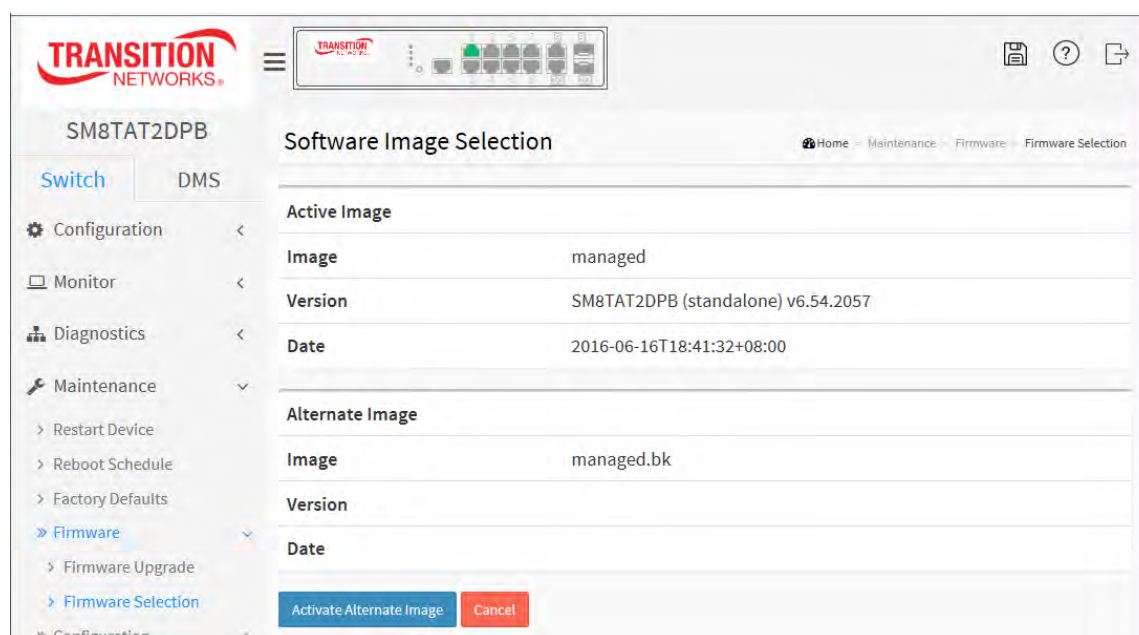 TRANSITION
NETWORKS®
TRANSITION
SM8TAT2DPB
Switch DMS
Configuration
Monitor
Diagnostics
Maintenance
> Restart Device
> Reboot Schedule
> Factory Defaults
» Firmware
> Firmware Upgrade
> Firmware Selection
» Configuration
Software Image Selection
Home Maintenance Firmware Firmware Selection
Active Image
Image managed
Version SM8TAT2DPB (standalone) v6.54.2057
Date 2016-06-16T18:41:32+08:00
Alternate Image
Image managed.bk
Version
Date
Activate Alternate Image Cancel